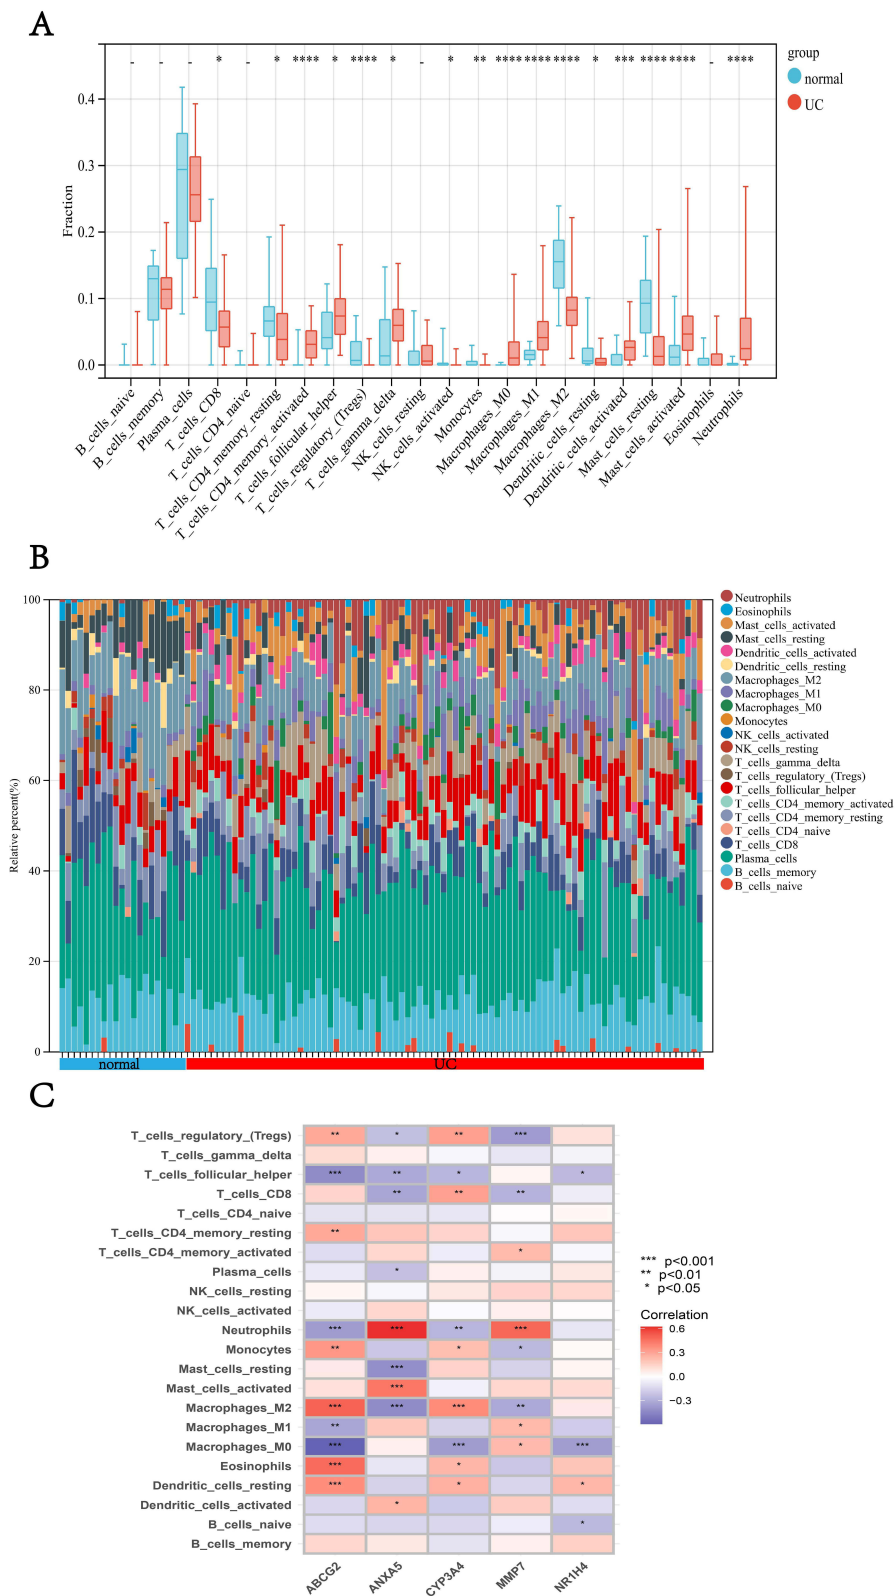 A
- - - * - * **** * **** * - * ** **** **** **** * *** **** **** - ****
group
normal
UC
Fraction
0.4
0.3
0.2
0.1
0.0
B_cells_naive
B_cells_memory
Plasma_cells
T_cells_CD8
T_cells_CD4_naive
T_cells_CD4_memory_resting
T_cells_CD4_memory_activated
T_cells_follicular_helper
T_cells_regulatory_(Tregs)
T_cells_gamma_delta
NK_cells_resting
NK_cells_activated
Monocytes
Macrophages_M0
Macrophages_M1
Macrophages_M2
Dendritic_cells_resting
Dendritic_cells_activated
Mast_cells_resting
Mast_cells_activated
Eosinophils
Neutrophils
B
Relative percent(%)
100
80
60
40
20
0
normal
UC
Neutrophils
Eosinophils
Mast_cells_activated
Mast_cells_resting
Dendritic_cells_activated
Dendritic_cells_resting
Macrophages_M2
Macrophages_M1
Macrophages_M0
Monocytes
NK_cells_activated
NK_cells_resting
T_cells_gamma_delta
T_cells_regulatory_(Tregs)
T_cells_follicular_helper
T_cells_CD4_memory_activated
T_cells_CD4_memory_resting
T_cells_CD4_naive
T_cells_CD8
Plasma_cells
B_cells_memory
B_cells_naive
C
T_cells_regulatory_(Tregs) ** * ** ***
T_cells_gamma_delta
T_cells_follicular_helper *** ** * *
T_cells_CD8 ** ** **
T_cells_CD4_naive
T_cells_CD4_memory_resting **
T_cells_CD4_memory_activated *
Plasma_cells *
NK_cells_resting
NK_cells_activated
Neutrophils *** *** ** ***
Monocytes ** * *
Mast_cells_resting ***
Mast_cells_activated ***
Macrophages_M2 *** *** *** **
Macrophages_M1 ** *
Macrophages_M0 *** *** * ***
Eosinophils *** *
Dendritic_cells_resting *** * *
Dendritic_cells_activated *
B_cells_naive *
B_cells_memory
ABCG2
ANXA5
CYP3A4
MMP7
NR1H4
*** p<0.001
** p<0.01
* p<0.05
Correlation
0.6
0.3
0.0
−0.3